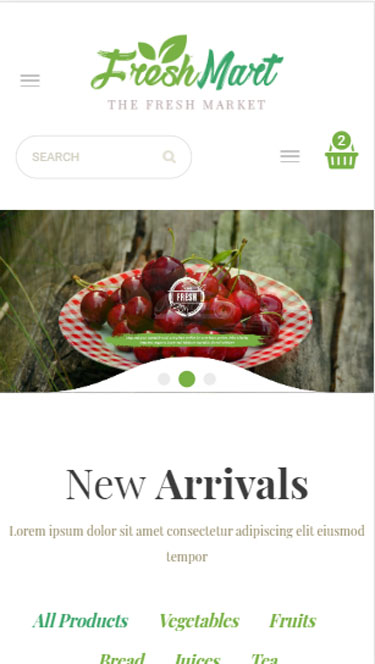 FreshMart
THE FRESH MARKET
SEARCH
2
FRESH
New Arrivals
Lorem ipsum dolor sit amet consectetur adipiscing elit eiusmod
tempor
All Products Vegetables Fruits
Bread Juices Tea